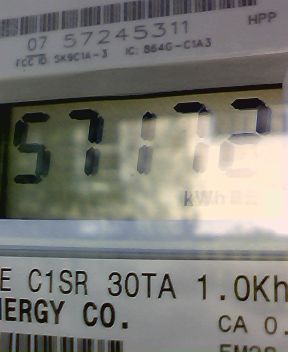 HPP
07 57245311
FCC ID: SK9C1A-3 IC: 864G-C1A3
57172
kWh
E C1SR 30TA 1.0Kh
NERGY CO.
CA 0.